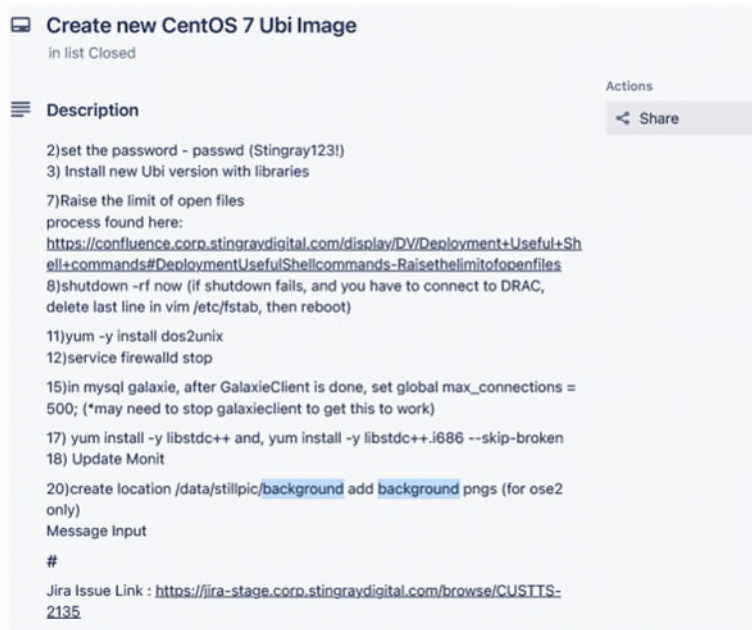 Create new CentOS 7 Ubi Image
in list Closed
Actions
Share
Description
2)set the password - passwd (Stingray123!)
3) Install new Ubi version with libraries
7)Raise the limit of open files
process found here:
https://confluence.corp.stingraydigital.com/display/DV/Deployment+Useful+Sh
ell+commands#DeploymentUsefulShellcommands-Raisethelimitofopenfiles
8)shutdown -rf now (if shutdown fails, and you have to connect to DRAC,
delete last line in vim /etc/fstab, then reboot)
11)yum -y install dos2unix
12)service firewalld stop
15)in mysql galaxie, after GalaxieClient is done, set global max_connections =
500; (*may need to stop galaxieclient to get this to work)
17) yum install -y libstdc++ and, yum install -y libstdc++.i686 --skip-broken
18) Update Monit
20)create location /data/stillpic/background add background pngs (for ose2
only)
Message Input
#
Jira Issue Link : https://jira-stage.corp.stingraydigital.com/browse/CUSTTS-
2135